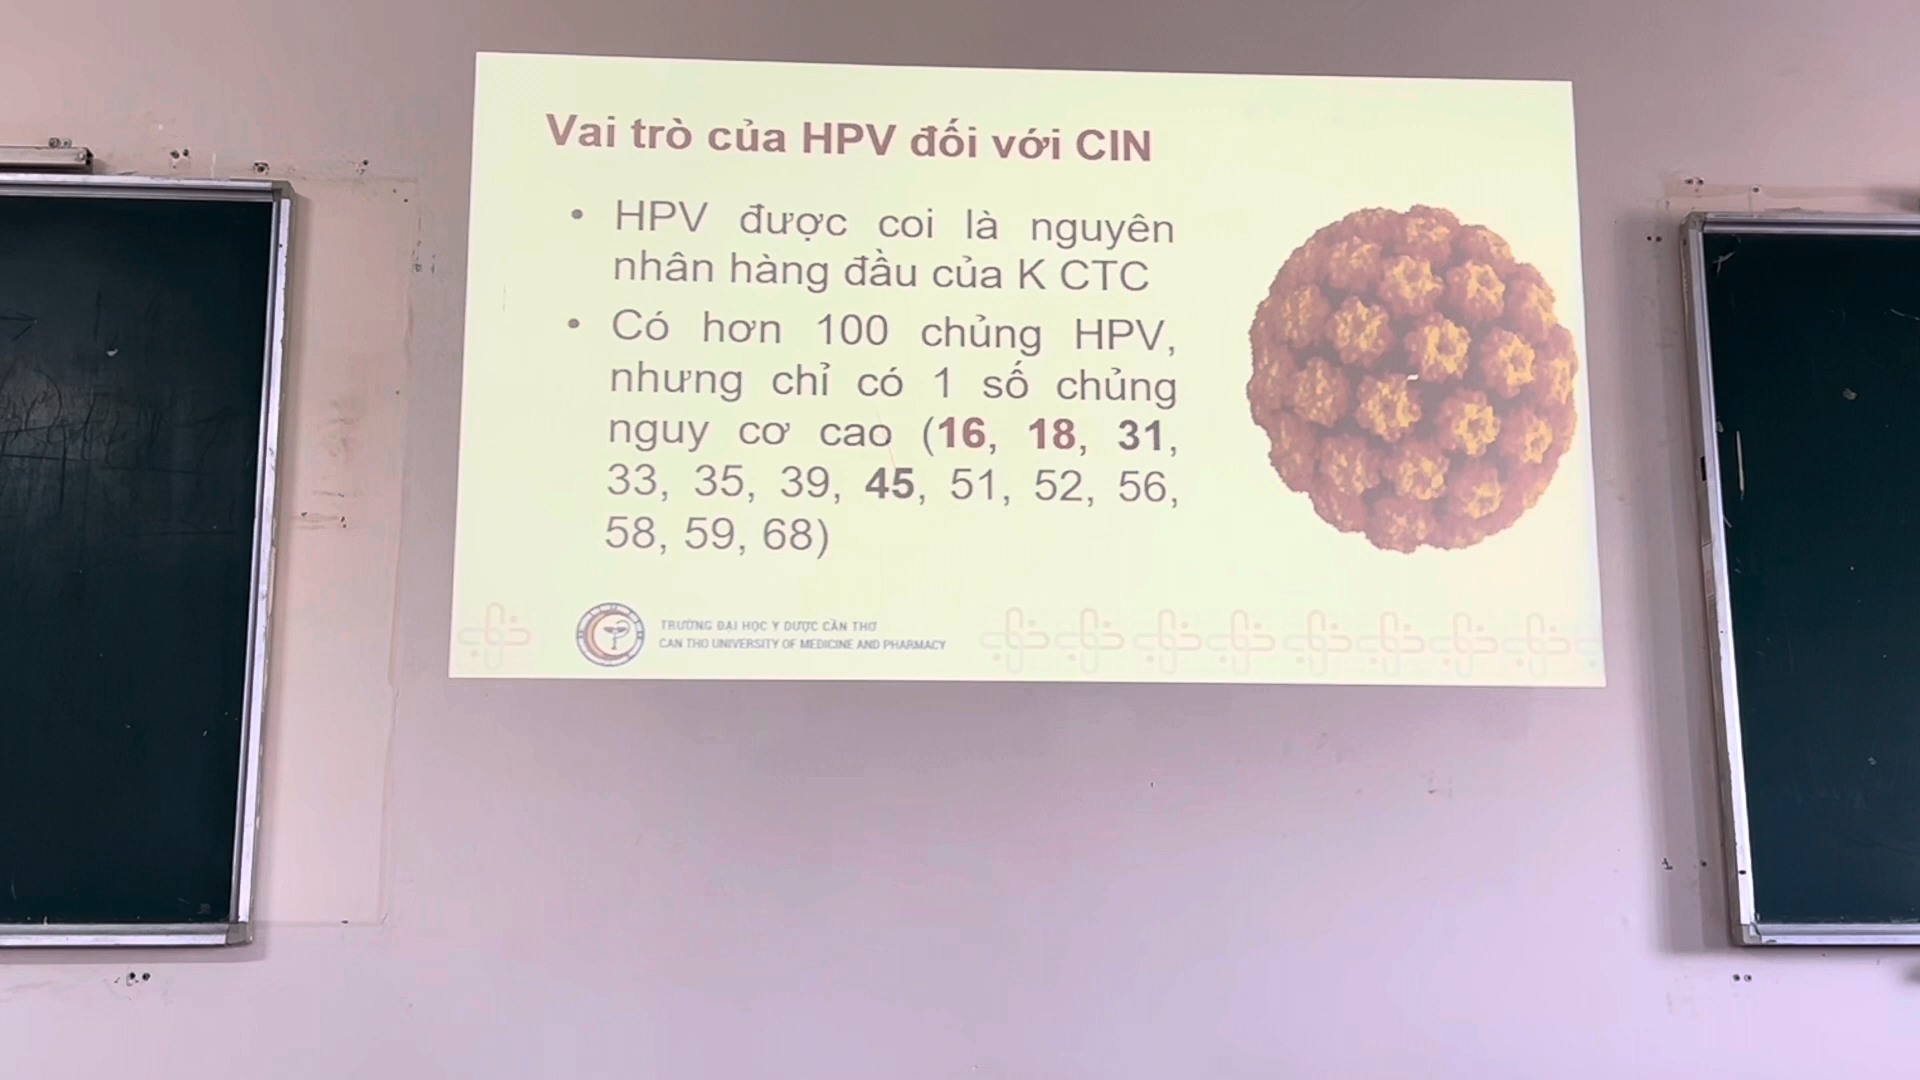 Vai trò của HPV đối với CIN
• HPV được coi là nguyên
nhân hàng đầu của K CTC
• Có hơn 100 chủng HPV,
nhưng chỉ có 1 số chủng
nguy cơ cao (16, 18, 31,
33, 35, 39, 45, 51, 52, 56,
58, 59, 68)
TRƯỜNG ĐẠI HỌC Y DƯỢC CẦN THƠ
CAN THO UNIVERSITY OF MEDICINE AND PHARMACY